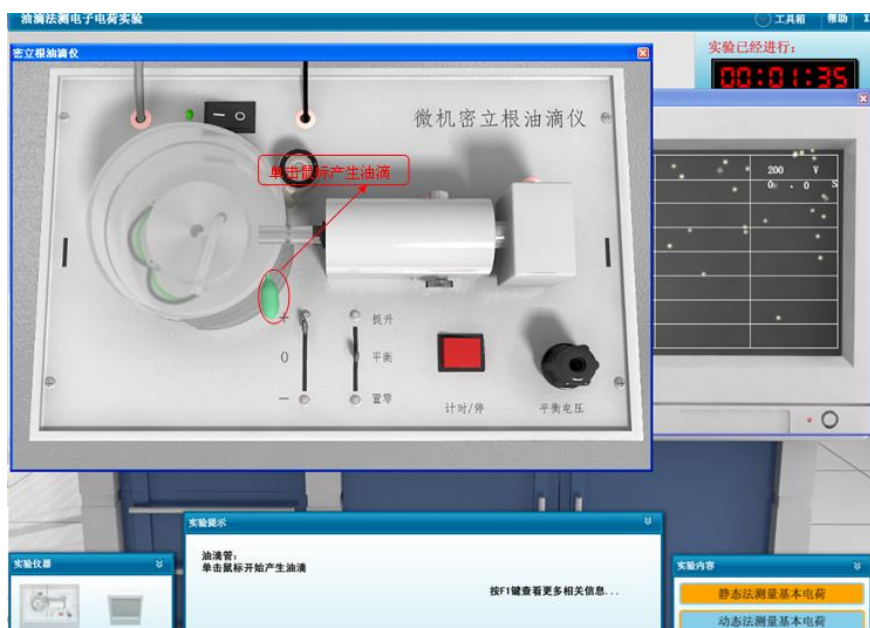 油滴法测电子电荷实验
工具箱 帮助 X
密立根油滴仪
实验已经进行：
00:01:35
微机密立根油滴仪
单击鼠标产生油滴
200 V
0 . 0 S
+ 提升
0 平衡
- 置导
计时/停 平衡电压
实验提示
油滴管：
单击鼠标开始产生油滴
按F1键查看更多相关信息...
实验仪器
实验内容
静态法测量基本电荷
动态法测量基本电荷